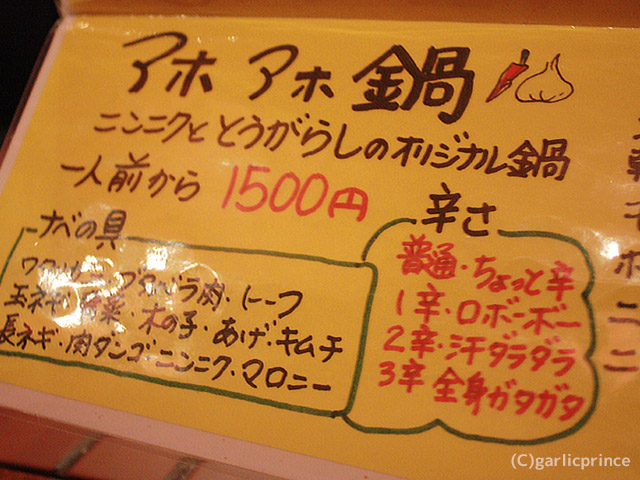 アホ アホ 鍋
ニンニクととうがらしのオリジナル鍋
一人前から 1500円
ナベの具
ブタバラ肉・トーフ
玉ネギ 菜・木の子・あげ・キムチ
長ネギ・肉ダンゴ・ニンニク・マロニー
辛さ
普通・ちょっと辛
1辛・ロボーボー
2辛・汗ダラダラ
3辛 全身ガタガタ
(C)garlicprince